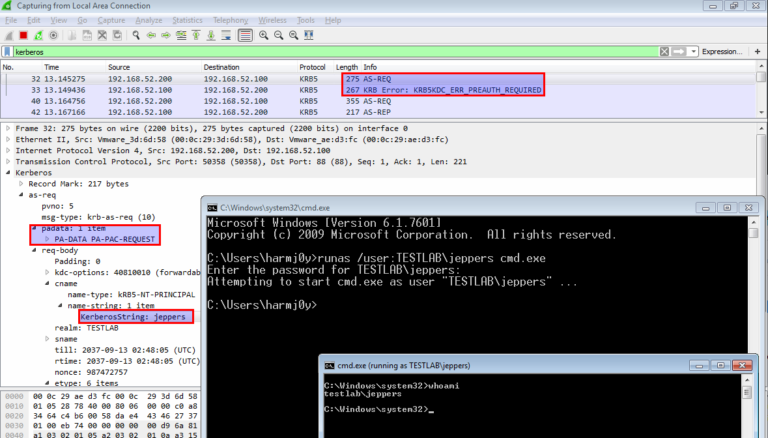 Capturing from Local Area Connection
File Edit View Go Capture Analyze Statistics Telephony Wireless Tools Help
kerberos
Expression...
+
No. Time Source Destination Protocol Length Info
32 13.145275 192.168.52.200 192.168.52.100 KRB5 275 AS-REQ
33 13.149436 192.168.52.100 192.168.52.200 KRB5 267 KRB Error: KRB5KDC_ERR_PREAUTH_REQUIRED
40 13.164756 192.168.52.200 192.168.52.100 KRB5 355 AS-REQ
42 13.167166 192.168.52.100 192.168.52.200 KRB5 217 AS-REP
Frame 32: 275 bytes on wire (2200 bits), 275 bytes captured (2200 bits) on interface 0
Ethernet II, Src: Vmware_3d:6d:58 (00:0c:29:3d:6d:58), Dst: Vmware_ae:d3:fc (00:0c:29:ae:d3:fc)
Internet Protocol Version 4, Src: 192.168.52.200, Dst: 192.168.52.100
Transmission Control Protocol, Src Port: 50358 (50358), Dst Port: 88 (88), Seq: 1, Ack: 1, Len: 221
Kerberos
Record Mark: 217 bytes
as-req
pvno: 5
msg-type: krb-as-req (10)
padata: 1 item
PA-DATA PA-PAC-REQUEST
req-body
Padding: 0
kdc-options: 40810010 (forwardab
cname
name-type: kRB5-NT-PRINCIPAL
name-string: 1 item
KerberosString: jeppers
realm: TESTLAB
sname
till: 2037-09-13 02:48:05 (UTC)
rtime: 2037-09-13 02:48:05 (UTC)
nonce: 987472757
etype: 6 items
0000 00 0c 29 ae d3 fc 00 0c 29 3d 6d 58
0010 01 05 28 78 40 00 80 06 00 00 c0 a8
0020 34 64 c4 b6 00 58 da e4 43 46 27 37
0030 01 00 eb 74 00 00 00 00 00 d9 6a 81
0040 a1 03 02 01 05 a2 03 02 01 0a a3 15
C:\Windows\system32\cmd.exe
Microsoft Windows [Version 6.1.7601]
Copyright (c) 2009 Microsoft Corporation. All rights reserved.
C:\Users\harmj0y>runas /user:TESTLAB\jeppers cmd.exe
Enter the password for TESTLAB\jeppers:
Attempting to start cmd.exe as user "TESTLAB\jeppers" ...
C:\Users\harmj0y>
cmd.exe (running as TESTLAB\jeppers)
C:\Windows\system32>whoami
testlab\jeppers
C:\Windows\system32>_